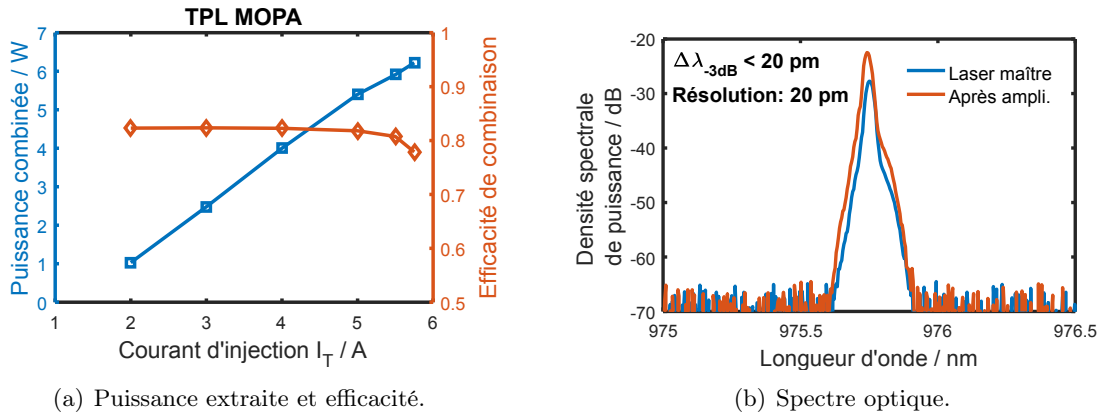 TPL MOPA
Puissance combinée / W
7
6
5
4
3
2
1
0
1
0.9
0.8
0.7
0.6
0.5
Efficacité de combinaison
1 2 3 4 5 6
Courant d'injection I_T / A
(a) Puissance extraite et efficacité.
Densité spectrale
de puissance / dB
-20
-30
-40
-50
-60
-70
Δλ-3dB < 20 pm
Résolution: 20 pm
Laser maître
Après ampli.
975 975.5 976 976.5
Longueur d'onde / nm
(b) Spectre optique.